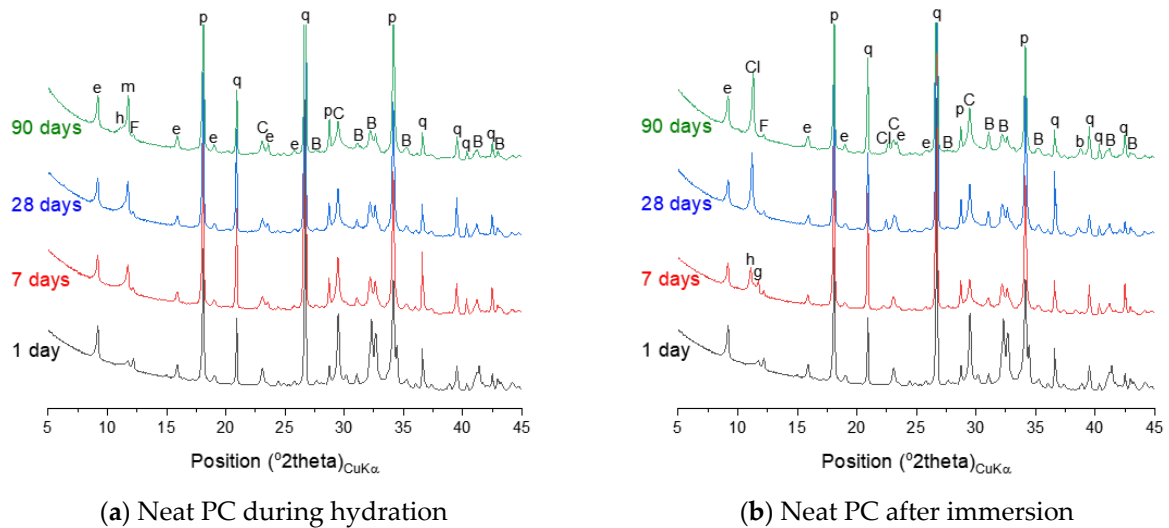 p q p
e m h F e e q C e e B p C B B B q q q B q B
90 days
28 days
7 days
1 day
5 10 15 20 25 30 35 40 45
Position (°2theta)CuKα
(a) Neat PC during hydration
q
p q p
e Cl F e e Cl C e e B p C B B B q b q q B q B
90 days
28 days
h g
7 days
1 day
5 10 15 20 25 30 35 40 45
Position (°2theta)CuKα
(b) Neat PC after immersion